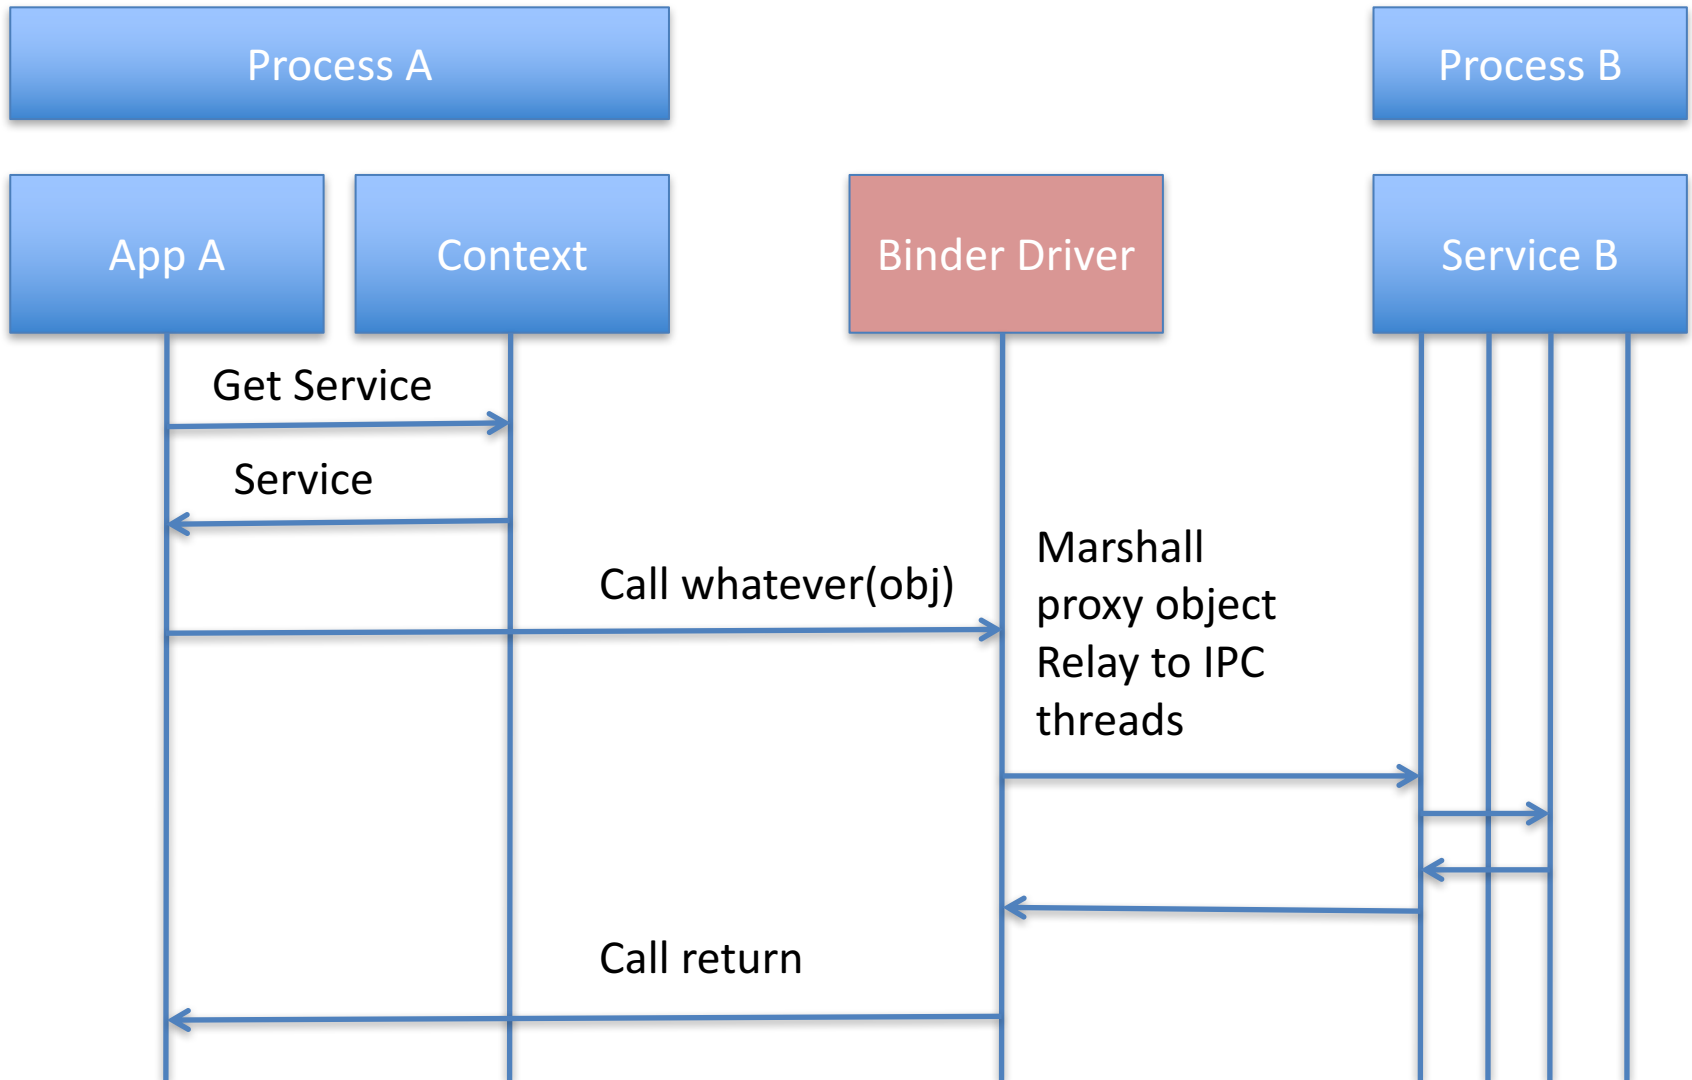 Process A
Process B
App A
Context
Binder Driver
Service B
Get Service
Service
Call whatever(obj)
Marshall
proxy object
Relay to IPC
threads
Call return